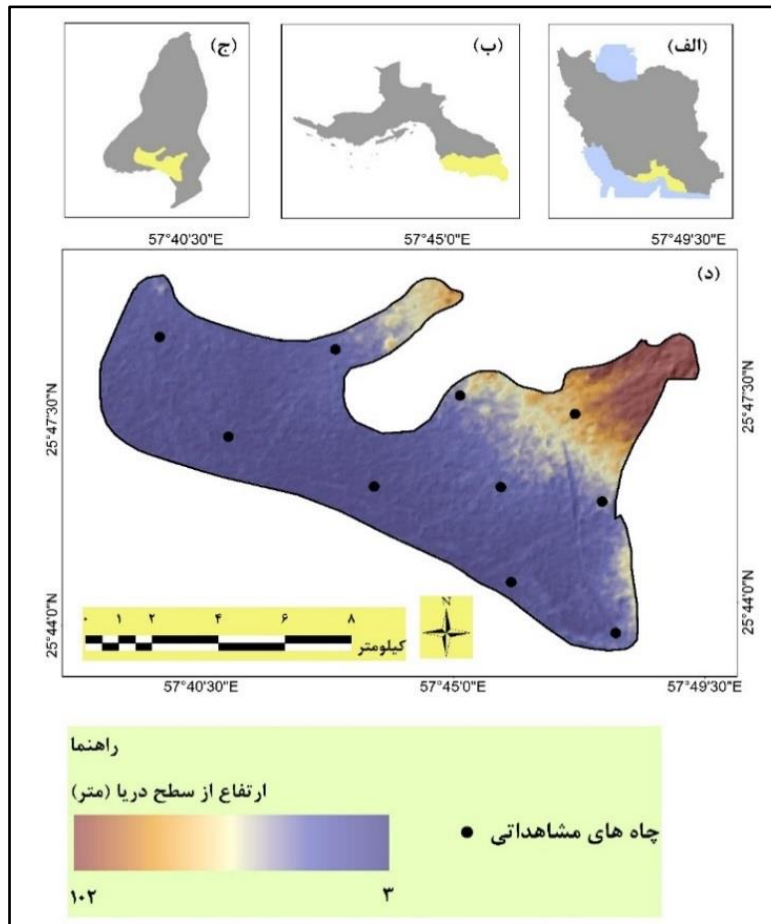 (ج)
(ب)
(الف)
57°40'30"E
57°45'0"E
57°49'30"E
(د)
25°47'30"N
25°47'30"N
۰ ۱ ۲ ۴ ۶ ۸
کیلومتر
N
25°44'0"N
25°44'0"N
57°40'30"E
57°45'0"E
57°49'30"E
راهنما
ارتفاع از سطح دریا (متر)
چاه های مشاهداتی
۱۰۲
۳